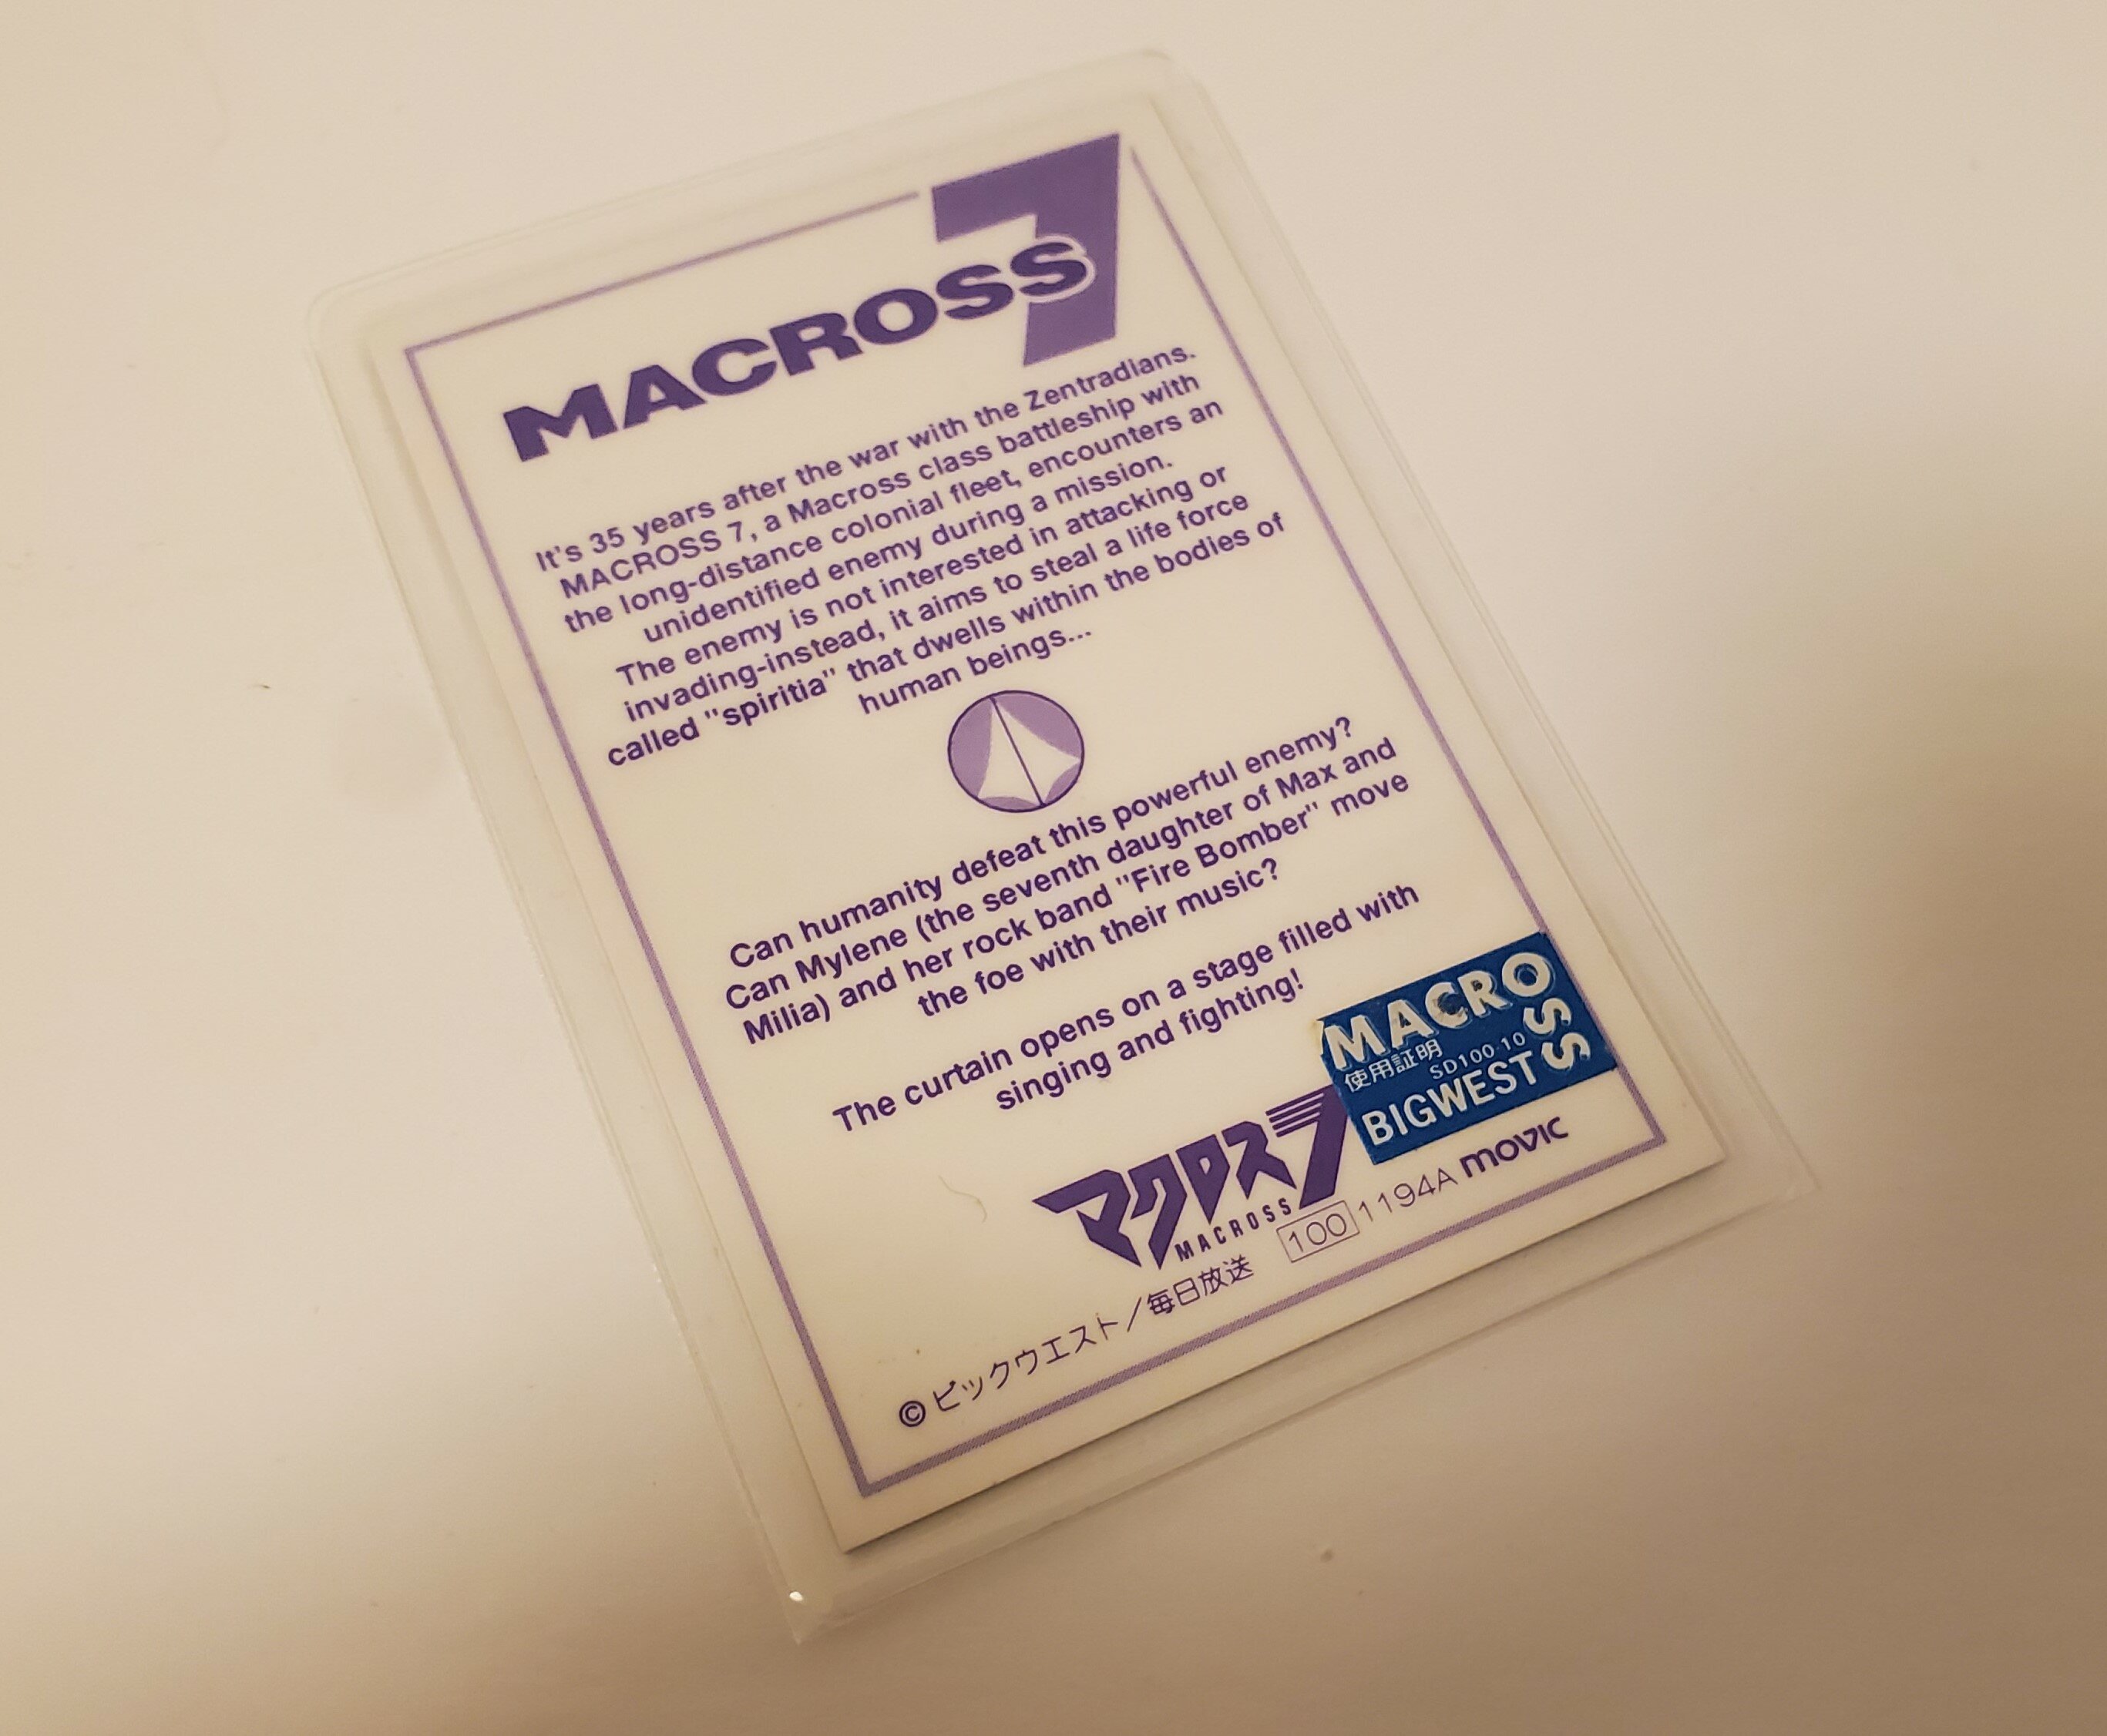 MACROSS 7
It's 35 years after the war with the Zentradians.
MACROSS 7, a Macross class battleship with
the long-distance colonial fleet, encounters an
unidentified enemy during a mission.
The enemy is not interested in attacking or
invading-instead, it aims to steal a life force
called "spiritia" that dwells within the bodies of
human beings...
Can humanity defeat this powerful enemy?
Can Mylene (the seventh daughter of Max and
Milia) and her rock band "Fire Bomber" move
the foe with their music?
The curtain opens on a stage filled with
singing and fighting!
MACROSS
使用証明
SD100-10
BIGWEST
マクロス7
MACROSS
100 1194A movic
©ビックウエスト/毎日放送